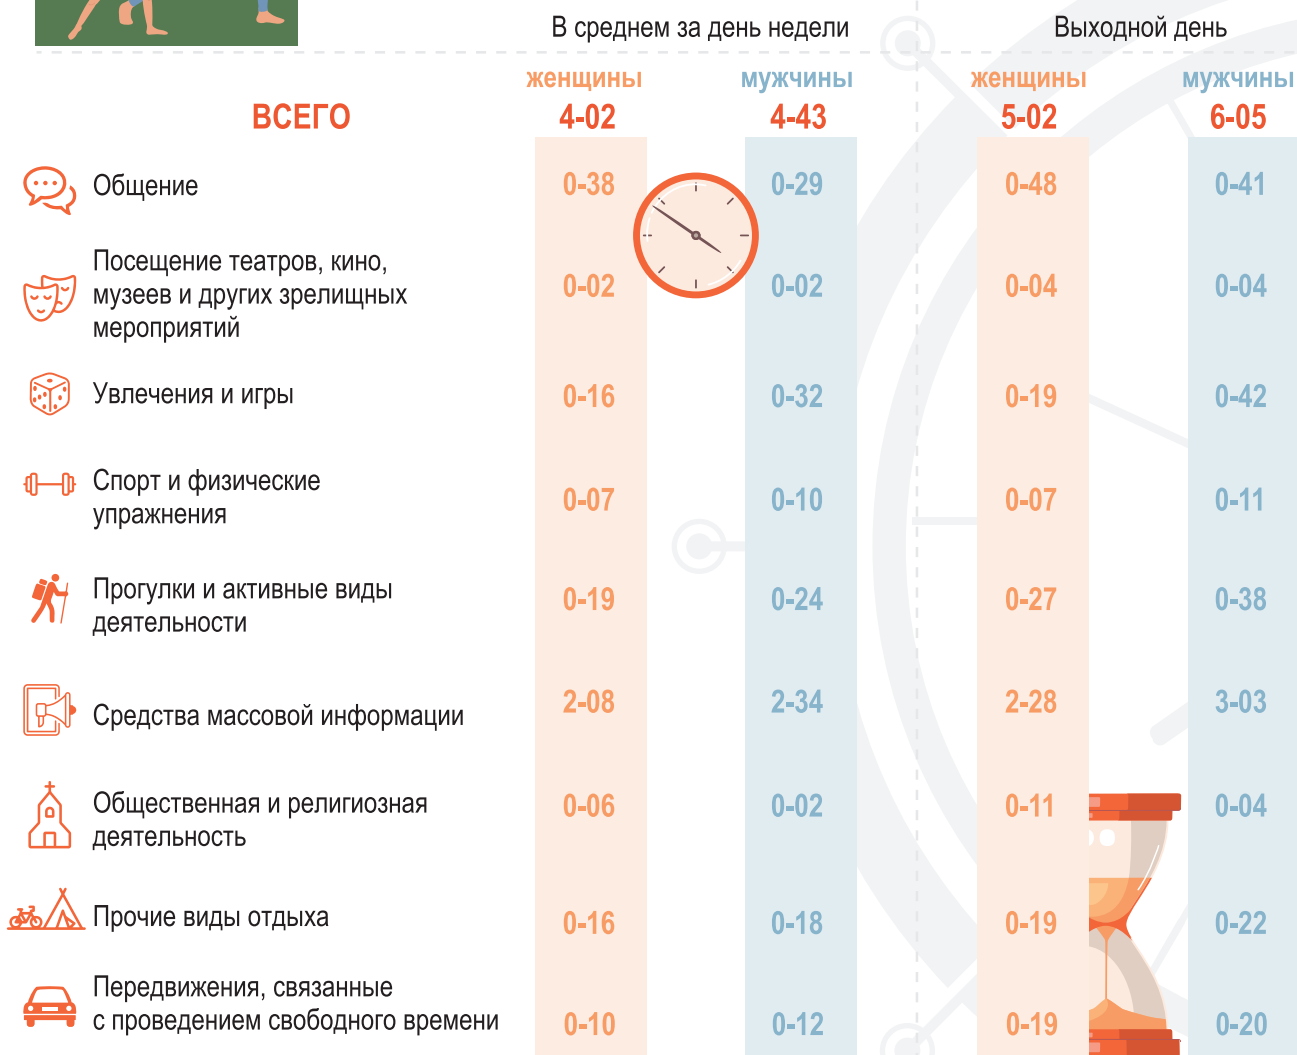 В среднем за день недели Выходной день
женщины мужчины женщины мужчины
ВСЕГО 4-02 4-43 5-02 6-05
Общение 0-38 0-29 0-48 0-41
Посещение театров, кино,
музеев и других зрелищных 0-02 0-02 0-04 0-04
мероприятий
Увлечения и игры 0-16 0-32 0-19 0-42
Спорт и физические
упражнения 0-07 0-10 0-07 0-11
Прогулки и активные виды 0-19 0-24 0-27 0-38
деятельности
Средства массовой информации 2-08 2-34 2-28 3-03
Общественная и религиозная 0-06 0-02 0-11 0-04
деятельность
Прочие виды отдыха 0-16 0-18 0-19 0-22
Передвижения, связанные
с проведением свободного времени 0-10 0-12 0-19 0-20